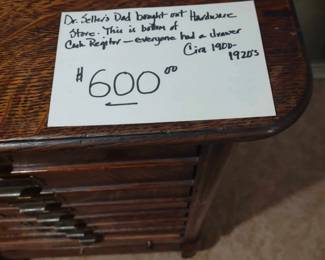 Dr. Seller's Dad bought out Hardware
Store. This is bottom of
Cash Register - everyone had a drawer
Circa 1900-
1920's
$600.00